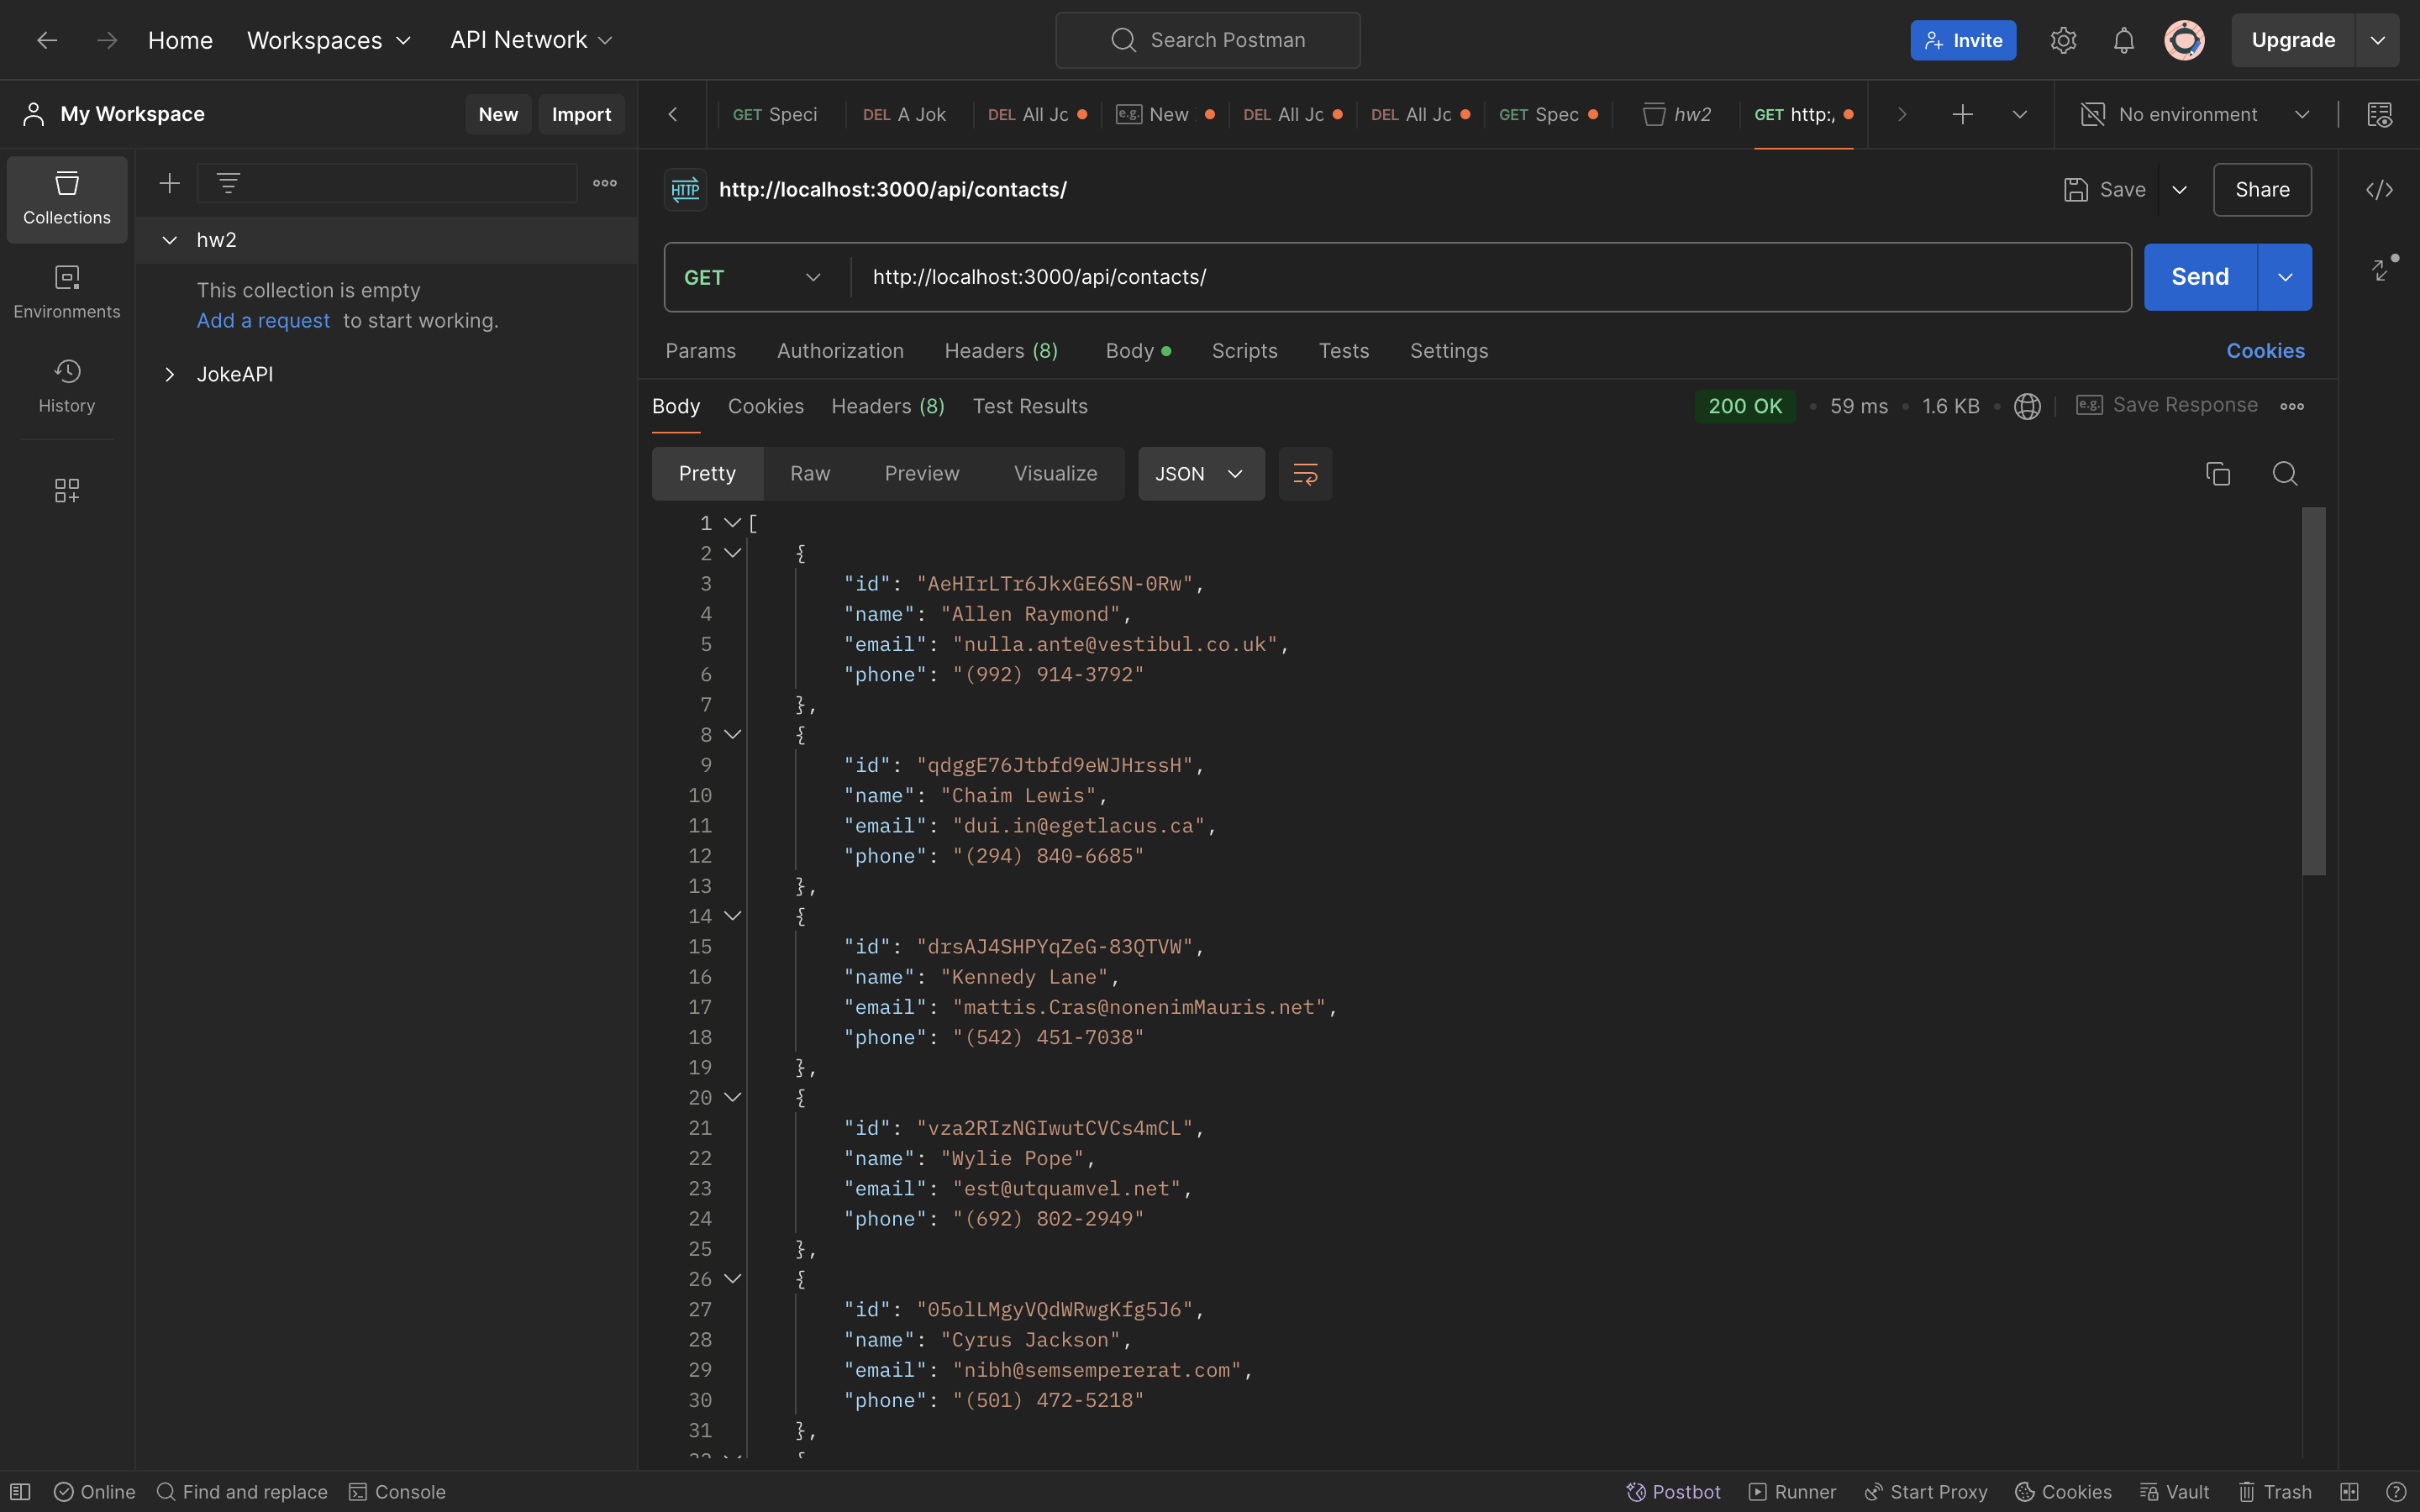 Home Workspaces API Network Search Postman Invite Upgrade
My Workspace New Import GET Speci DEL A Jok DEL All Jc e.g. New DEL All Jc DEL All Jc GET Spec hw2 GET http:/ No environment
Collections
Environments
History
hw2
This collection is empty
Add a request to start working.
JokeAPI
HTTP http://localhost:3000/api/contacts/ Save Share
GET http://localhost:3000/api/contacts/ Send
Params Authorization Headers (8) Body Scripts Tests Settings Cookies
Body Cookies Headers (8) Test Results 200 OK 59 ms 1.6 KB e.g. Save Response
Pretty Raw Preview Visualize JSON
1 [
2 {
3 "id": "AeHIrLTr6JkxGE6SN-0Rw",
4 "name": "Allen Raymond",
5 "email": "nulla.ante@vestibul.co.uk",
6 "phone": "(992) 914-3792"
7 },
8 {
9 "id": "qdggE76Jtbfd9eWJHrssH",
10 "name": "Chaim Lewis",
11 "email": "dui.in@egetlacus.ca",
12 "phone": "(294) 840-6685"
13 },
14 {
15 "id": "drsAJ4SHPYqZeG-83QTVW",
16 "name": "Kennedy Lane",
17 "email": "mattis.Cras@nonenimMauris.net",
18 "phone": "(542) 451-7038"
19 },
20 {
21 "id": "vza2RIzNGIwutCVCs4mCL",
22 "name": "Wylie Pope",
23 "email": "est@utquamvel.net",
24 "phone": "(692) 802-2949"
25 },
26 {
27 "id": "05olLMgyVQdWRwgKfg5J6",
28 "name": "Cyrus Jackson",
29 "email": "nibh@semsempererat.com",
30 "phone": "(501) 472-5218"
31 },
Online Find and replace Console Postbot Runner Start Proxy Cookies Vault Trash